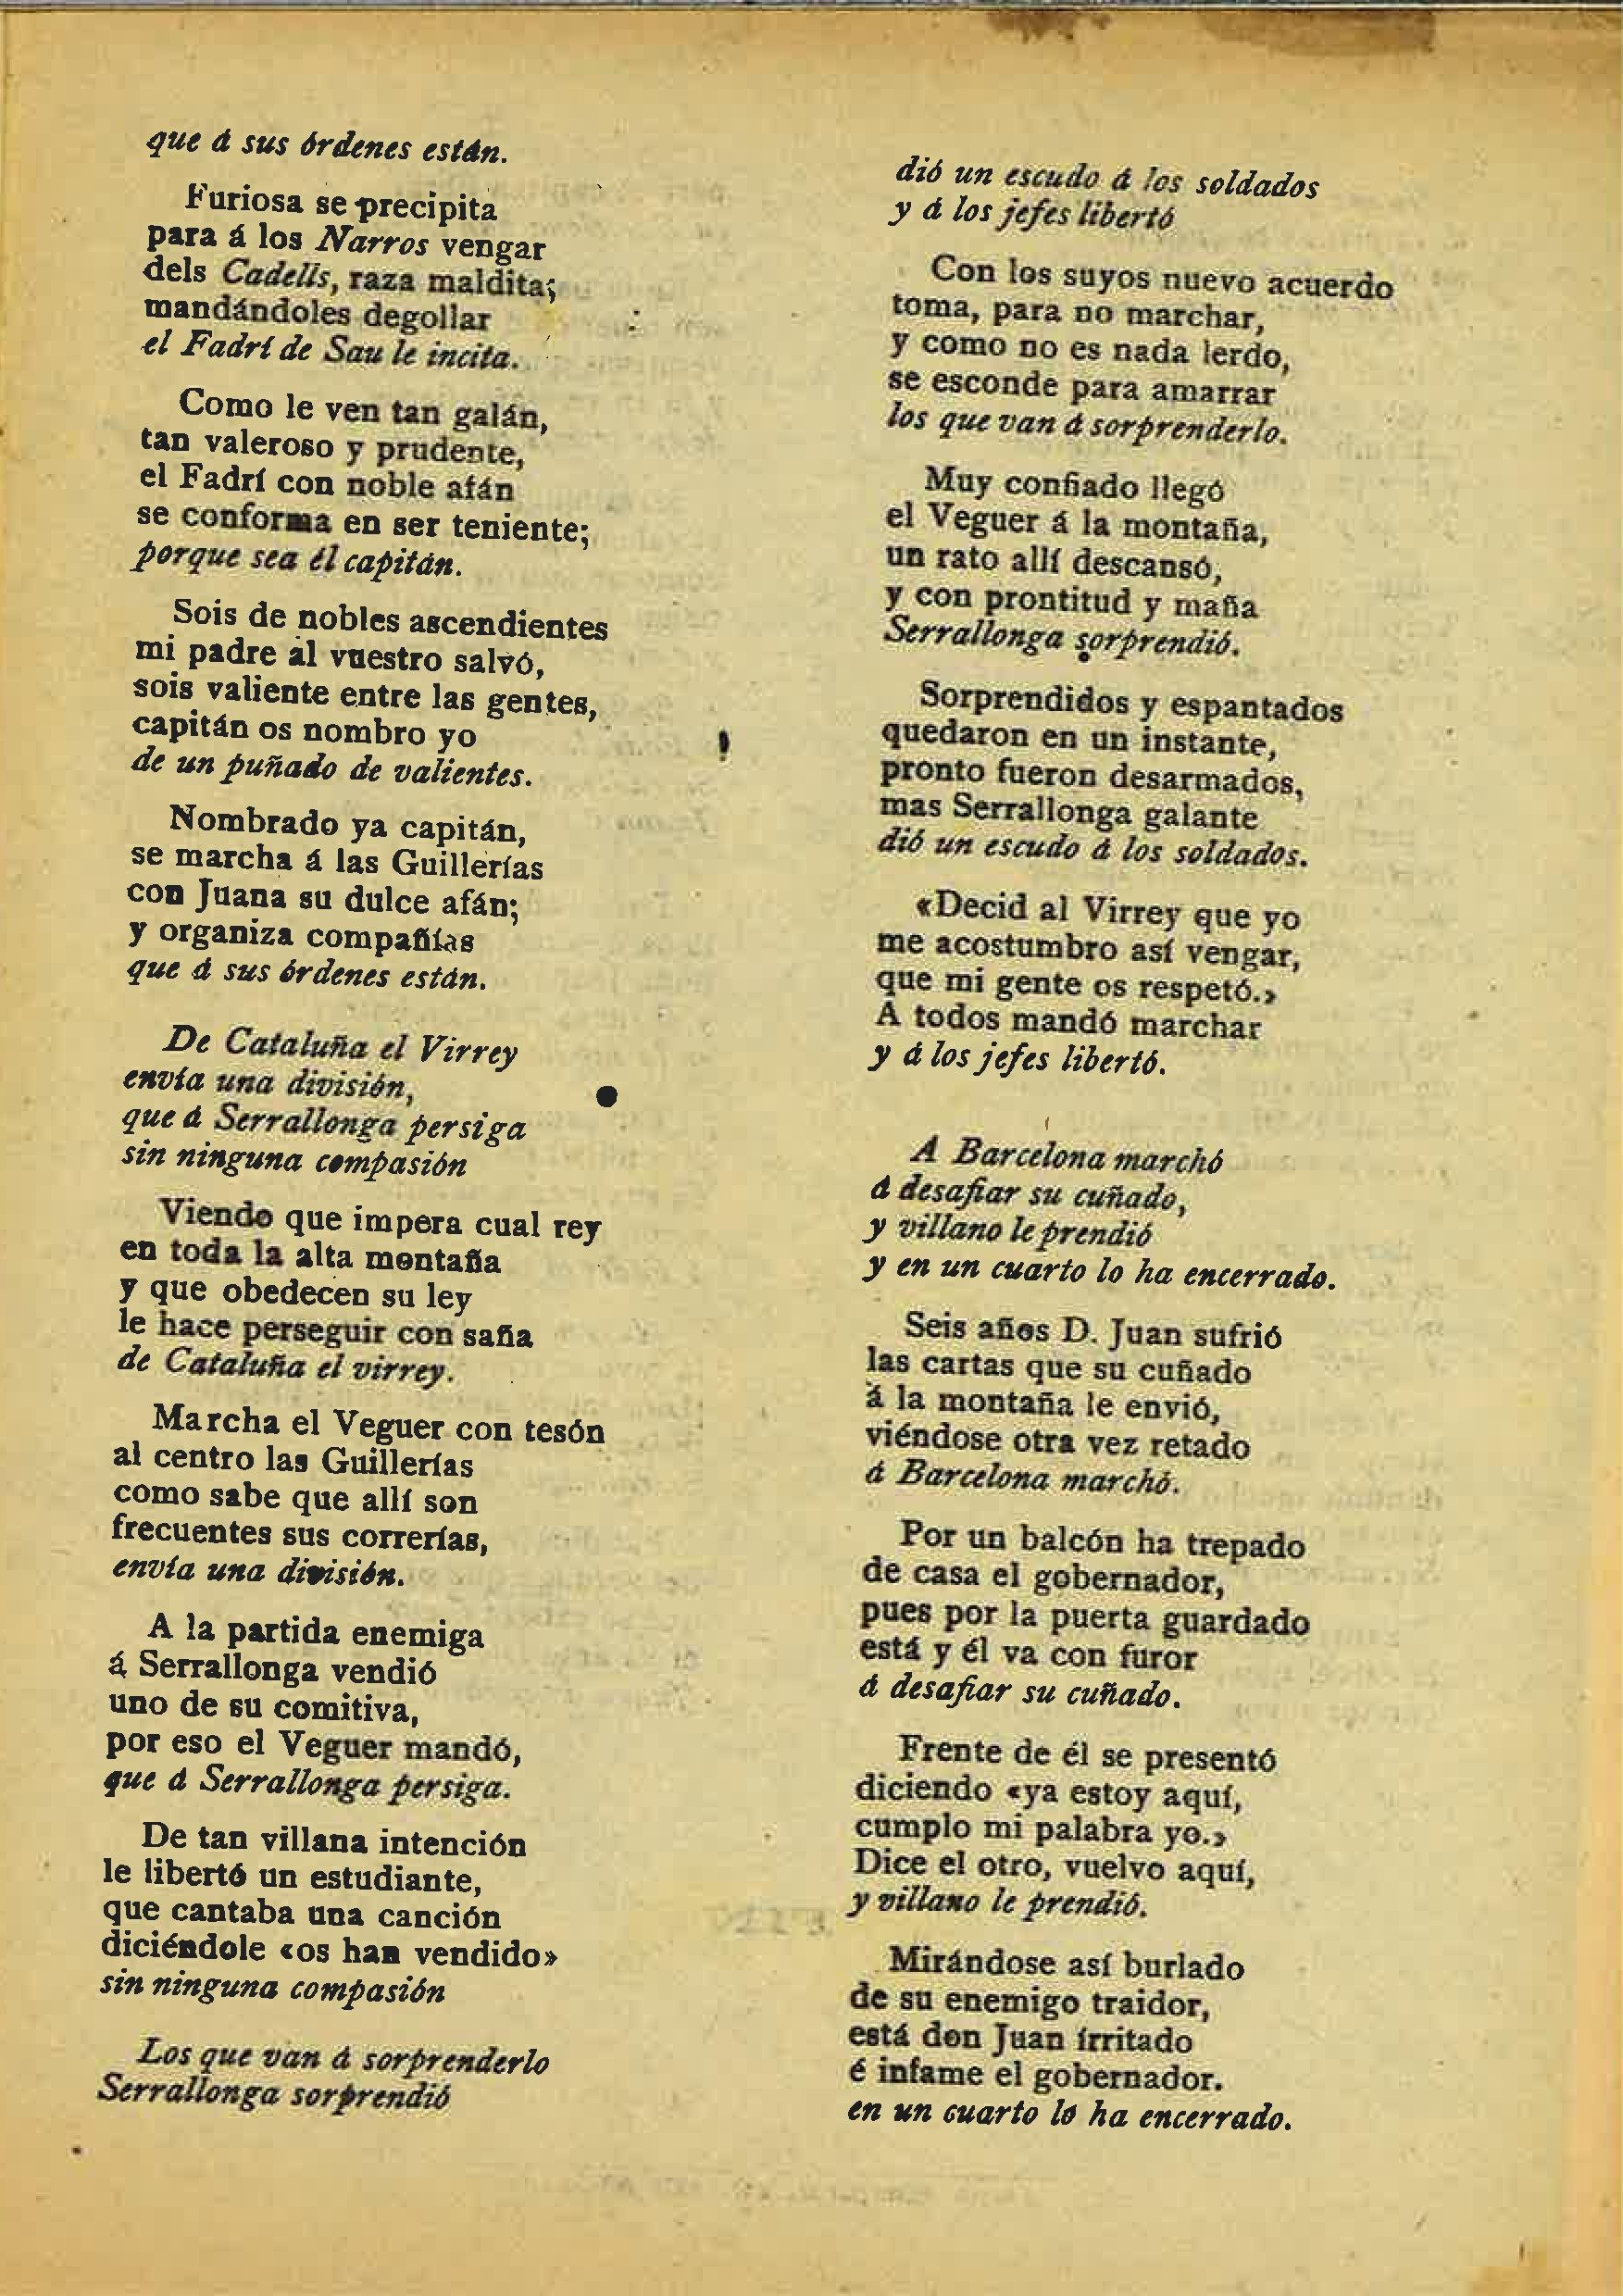 que á sus órdenes están.
Furiosa se precipita
para á los Narros vengar
dels Cadells, raza maldita;
mandándoles degollar
el Fadrí de Sau le incita.
Como le ven tan galán,
tan valeroso y prudente,
el Fadrí con noble afán
se conforma en ser teniente;
porque sea él capitán.
Sois de nobles ascendientes
mi padre al vuestro salvó,
sois valiente entre las gentes,
capitán os nombro yo
de un puñado de valientes.
Nombrado ya capitán,
se marcha á las Guillerías
con Juana su dulce afán;
y organiza compañías
que á sus órdenes están.
De Cataluña el Virrey
envía una división,
que á Serrallonga persiga
sin ninguna compasión
Viendo que impera cual rey
en toda la alta montaña
y que obedecen su ley
le hace perseguir con saña
de Cataluña el virrey.
Marcha el Veguer con tesón
al centro las Guillerías
como sabe que allí son
frecuentes sus correrías,
envía una división.
A la partida enemiga
á Serrallonga vendió
uno de su comitiva,
por eso el Veguer mandó,
que á Serrallonga persiga.
De tan villana intención
le libertó un estudiante,
que cantaba una canción
diciéndole «os han vendido»
sin ninguna compasión
Los que van á sorprenderlo
Serrallonga sorprendió
dió un escudo á los soldados
y á los jefes libertó
Con los suyos nuevo acuerdo
toma, para no marchar,
y como no es nada lerdo,
se esconde para amarrar
los que van á sorprenderlo.
Muy confiado llegó
el Veguer á la montaña,
un rato allí descansó,
y con prontitud y maña
Serrallonga sorprendió.
Sorprendidos y espantados
quedaron en un instante,
pronto fueron desarmados,
mas Serrallonga galante
dió un escudo á los soldados.
«Decid al Virrey que yo
me acostumbro así vengar,
que mi gente os respetó.»
A todos mandó marchar
y á los jefes libertó.
A Barcelona marchó
á desafiar su cuñado,
y villano le prendió
y en un cuarto lo ha encerrado.
Seis años D. Juan sufrió
las cartas que su cuñado
á la montaña le envió,
viéndose otra vez retado
á Barcelona marchó.
Por un balcón ha trepado
de casa el gobernador,
pues por la puerta guardado
está y él va con furor
á desafiar su cuñado.
Frente de él se presentó
diciendo «ya estoy aquí,
cumplo mi palabra yo.»
Dice el otro, vuelvo aquí,
y villano le prendió.
Mirándose así burlado
de su enemigo traidor,
está don Juan írritado
é infame el gobernador.
en un cuarto lo ha encerrado.